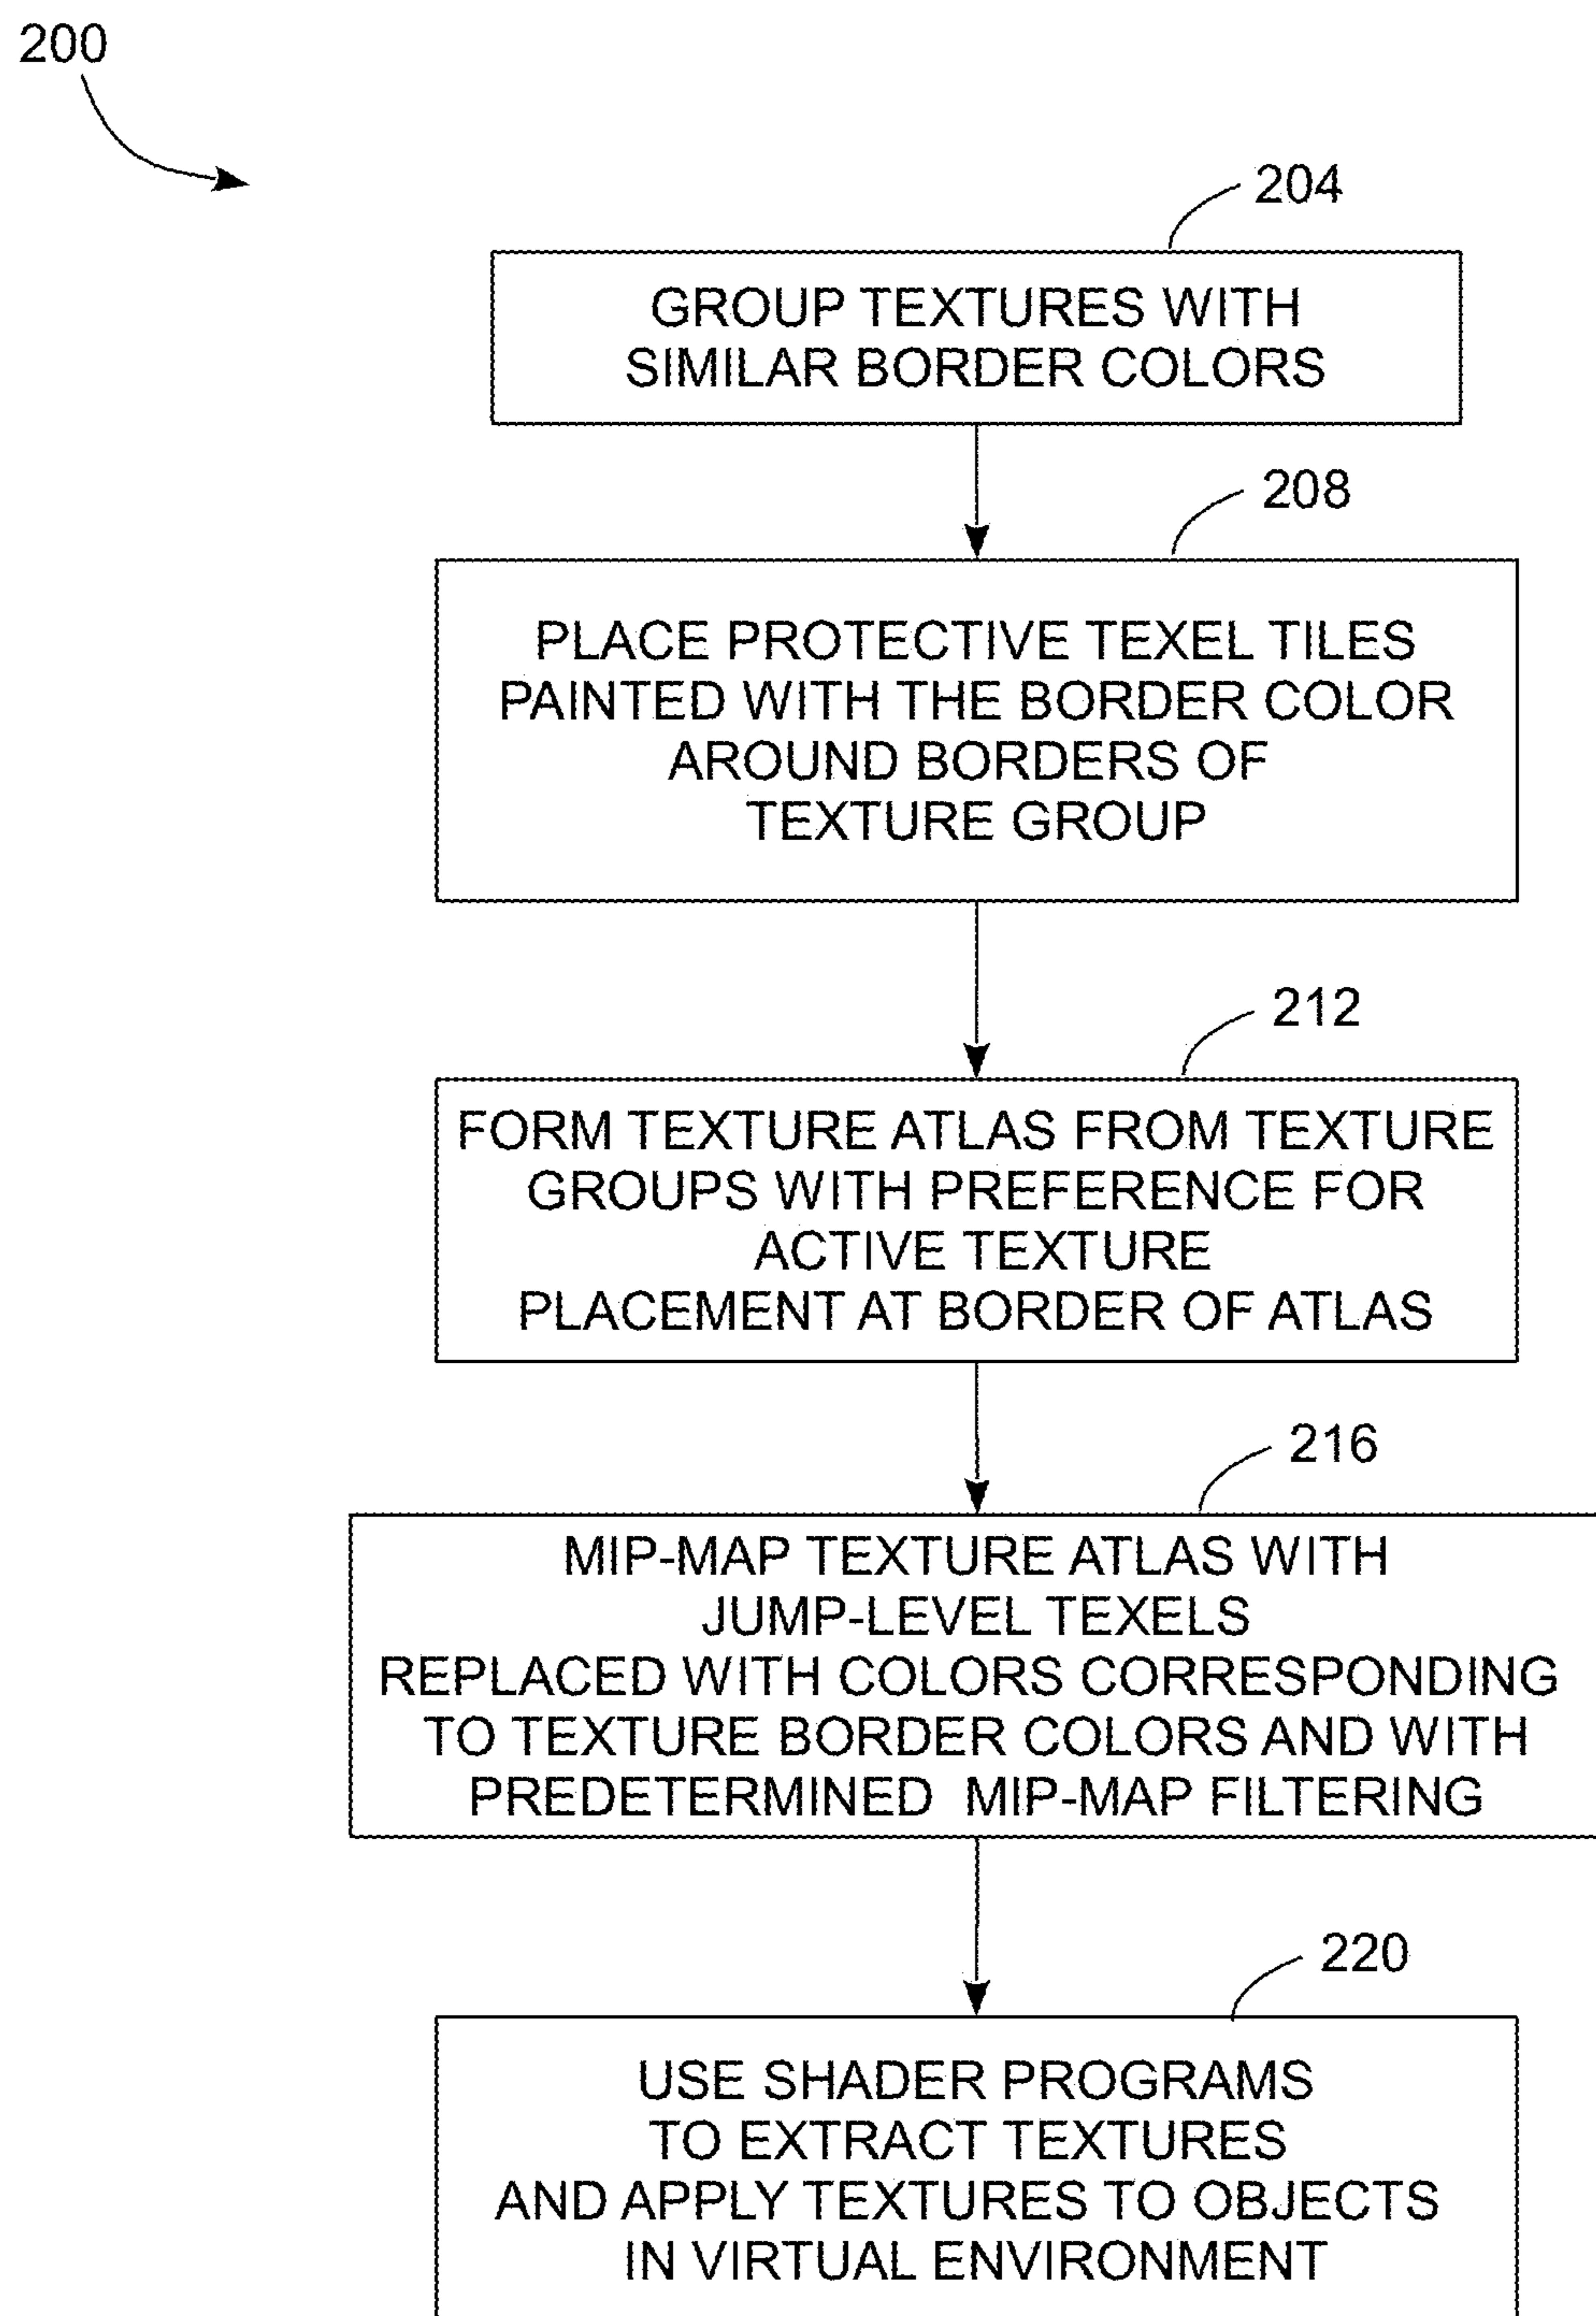 200
204
GROUP TEXTURES WITH
SIMILAR BORDER COLORS
208
PLACE PROTECTIVE TEXEL TILES
PAINTED WITH THE BORDER COLOR
AROUND BORDERS OF
TEXTURE GROUP
212
FORM TEXTURE ATLAS FROM TEXTURE
GROUPS WITH PREFERENCE FOR
ACTIVE TEXTURE
PLACEMENT AT BORDER OF ATLAS
216
MIP-MAP TEXTURE ATLAS WITH
JUMP-LEVEL TEXELS
REPLACED WITH COLORS CORRESPONDING
TO TEXTURE BORDER COLORS AND WITH
PREDETERMINED MIP-MAP FILTERING
220
USE SHADER PROGRAMS
TO EXTRACT TEXTURES
AND APPLY TEXTURES TO OBJECTS
IN VIRTUAL ENVIRONMENT